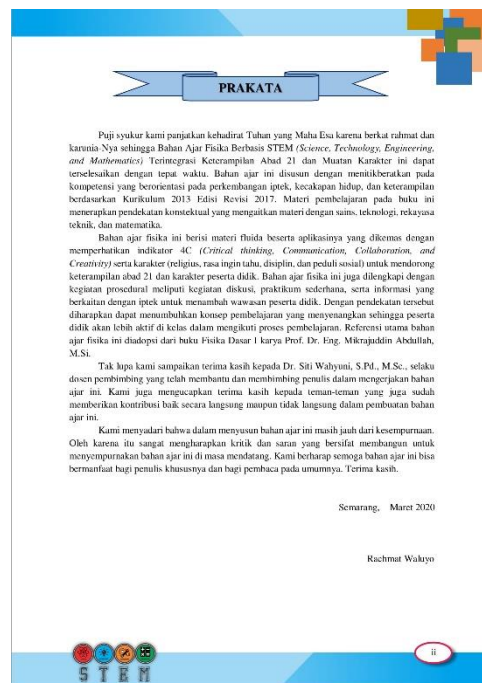 PRAKATA
Puji syukur kami panjatkan kehadirat Tuhan yang Maha Esa karena berkat rahmat dan
karunia-Nya sehingga Bahan Ajar Fisika Berbasis STEM (Science, Technology, Engineering,
and Mathematics) Terintegrasi Keterampilan Abad 21 dan Muatan Karakter ini dapat
terselesaikan dengan tepat waktu. Bahan ajar ini disusun dengan menitikberatkan pada
kompetensi yang berorientasi pada perkembangan iptek, kecakapan hidup, dan keterampilan
berdasarkan Kurikulum 2013 Edisi Revisi 2017. Materi pembelajaran pada buku ini
menerapkan pendekatan konstektual yang mengaitkan materi dengan sains, teknologi, rekayasa
teknik, dan matematika.
Bahan ajar fisika ini berisi materi fluida beserta aplikasinya yang dikemas dengan
memperhatikan indikator 4C (Critical thinking, Communication, Collaboration, and
Creativity) serta karakter (religius, rasa ingin tahu, disiplin, dan peduli sosial) untuk mendorong
keterampilan abad 21 dan karakter peserta didik. Bahan ajar fisika ini juga dilengkapi dengan
kegiatan prosedural meliputi kegiatan diskusi, praktikum sederhana, serta informasi yang
berkaitan dengan iptek untuk menambah wawasan peserta didik. Dengan pendekatan tersebut
diharapkan dapat menumbuhkan konsep pembelajaran yang menyenangkan sehingga peserta
didik akan lebih aktif di kelas dalam mengikuti proses pembelajaran. Referensi utama bahan
ajar fisika ini diadopsi dari buku Fisika Dasar I karya Prof. Dr. Eng. Mikrajuddin Abdullah,
M.Si.
Tak lupa kami sampaikan terima kasih kepada Dr. Siti Wahyuni, S.Pd., M.Sc., selaku
dosen pembimbing yang telah membantu dan membimbing penulis dalam mengerjakan bahan
ajar ini. Kami juga mengucapkan terima kasih kepada teman-teman yang juga sudah
memberikan kontribusi baik secara langsung maupun tidak langsung dalam pembuatan bahan
ajar ini.
Kami menyadari bahwa dalam menyusun bahan ajar ini masih jauh dari kesempurnaan.
Oleh karena itu sangat mengharapkan kritik dan saran yang bersifat membangun untuk
menyempurnakan bahan ajar ini di masa mendatang. Kami berharap semoga bahan ajar ini bisa
bermanfaat bagi penulis khususnya dan bagi pembaca pada umumnya. Terima kasih.
Semarang, Maret 2020
Rachmat Waluyo
STEM
ii